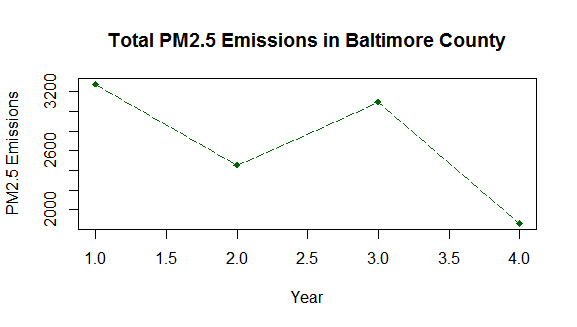 Total PM2.5 Emissions in Baltimore County
PM2.5 Emissions
3200
2600
2000
1.0 1.5 2.0 2.5 3.0 3.5 4.0
Year